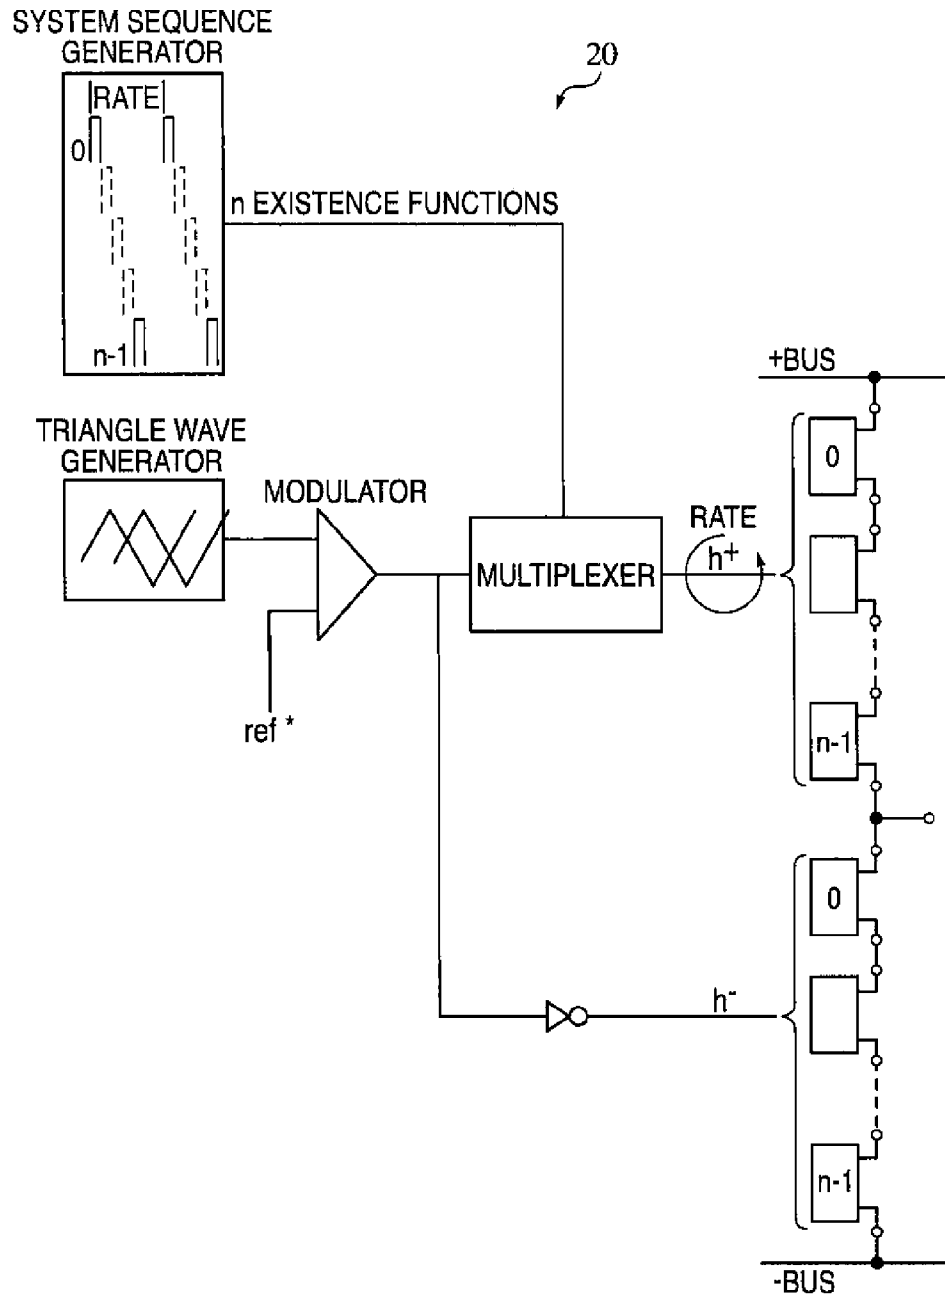 SYSTEM SEQUENCE
GENERATOR
20
RATE
0
n EXISTENCE FUNCTIONS
n-1
+BUS
TRIANGLE WAVE
GENERATOR
MODULATOR
0
RATE
h+
MULTIPLEXER
ref *
n-1
0
h-
n-1
-BUS